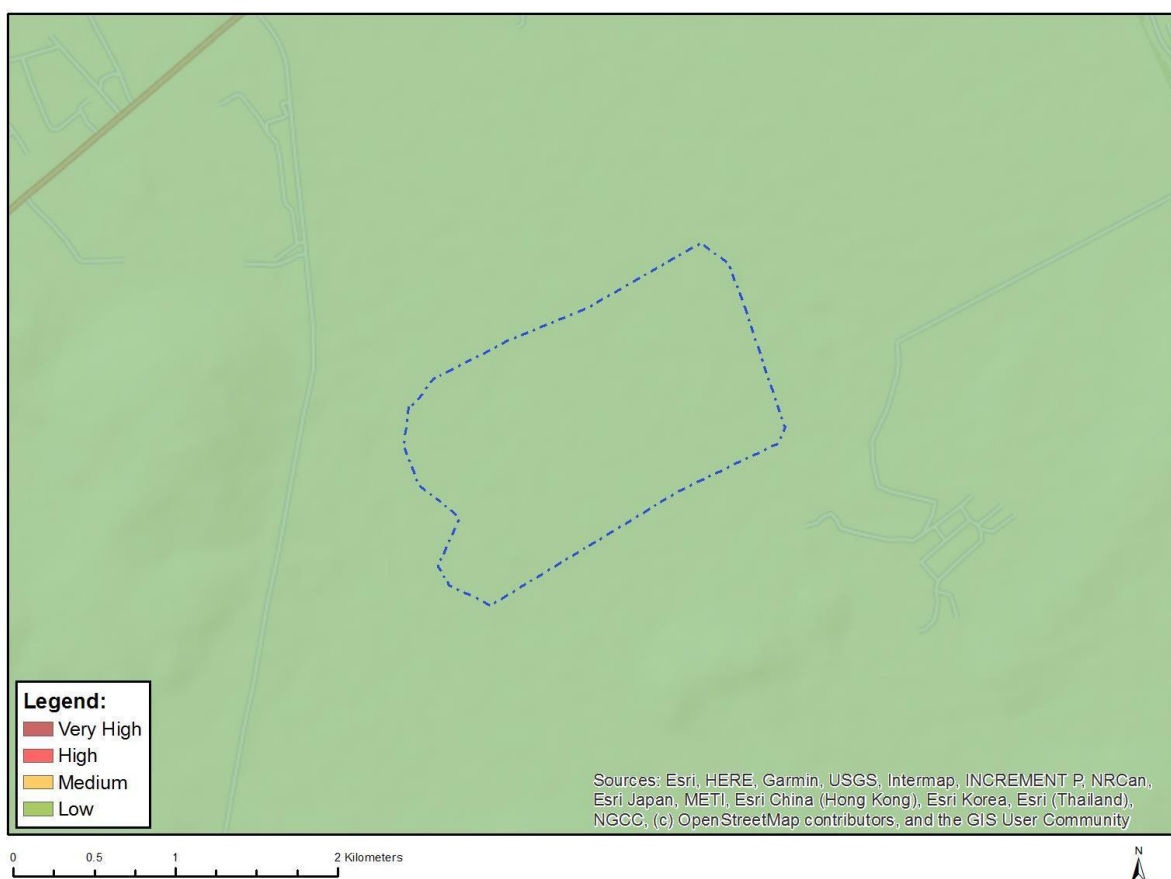 Legend:
Very High
High
Medium
Low
Sources: Esri, HERE, Garmin, USGS, Intermap, INCREMENT P, NRCan,
Esri Japan, METI, Esri China (Hong Kong), Esri Korea, Esri (Thailand),
NGCC, (c) OpenStreetMap contributors, and the GIS User Community
0 0.5 1 2 Kilometers
N